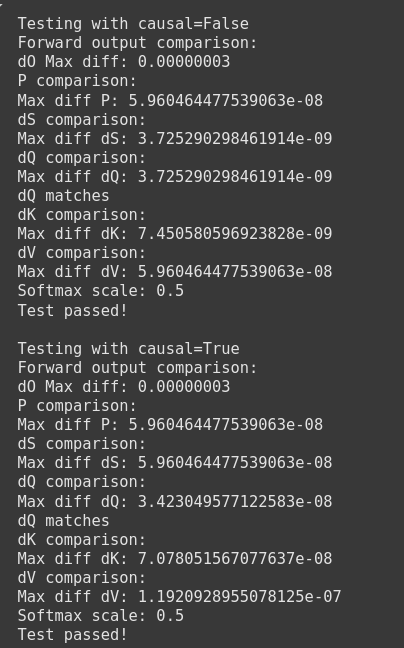 Testing with causal=False
Forward output comparison:
dO Max diff: 0.00000003
P comparison:
Max diff P: 5.960464477539063e-08
dS comparison:
Max diff dS: 3.725290298461914e-09
dQ comparison:
Max diff dQ: 3.725290298461914e-09
dQ matches
dK comparison:
Max diff dK: 7.450580596923828e-09
dV comparison:
Max diff dV: 5.960464477539063e-08
Softmax scale: 0.5
Test passed!

Testing with causal=True
Forward output comparison:
dO Max diff: 0.00000003
P comparison:
Max diff P: 5.960464477539063e-08
dS comparison:
Max diff dS: 5.960464477539063e-08
dQ comparison:
Max diff dQ: 3.423049577122583e-08
dQ matches
dK comparison:
Max diff dK: 7.078051567077637e-08
dV comparison:
Max diff dV: 1.1920928955078125e-07
Softmax scale: 0.5
Test passed!